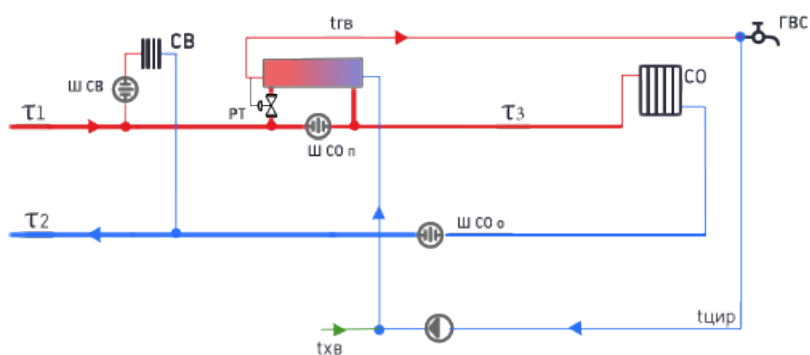 tгв
ГВС
СВ
Ш СВ
СО
τ1
РТ
τ3
Ш СО п
τ2
Ш СО о
tцир
tхв